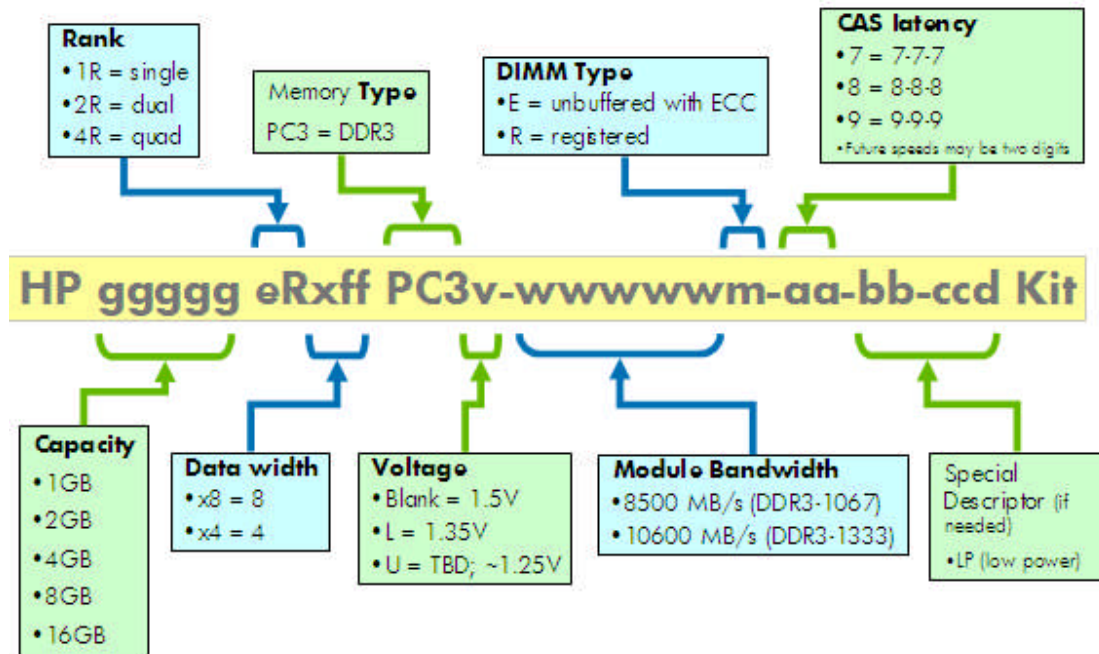 Rank
•1R = single
•2R = dual
•4R = quad
Memory Type
PC3 = DDR3
DIMM Type
•E = unbuffered with ECC
•R = registered
CAS latency
•7 = 7-7-7
•8 = 8-8-8
•9 = 9-9-9
•Future speeds may be two digits
HP ggggg eRxff PC3v-wwwwwm-aa-bb-ccd Kit
Capacity
•1GB
•2GB
•4GB
•8GB
•16GB
Data width
•x8 = 8
•x4 = 4
Voltage
•Blank = 1.5V
•L = 1.35V
•U = TBD; ~1.25V
Module Bandwidth
•8500 MB/s (DDR3-1067)
•10600 MB/s (DDR3-1333)
Special
Descriptor (if
needed)
•LP (low power)